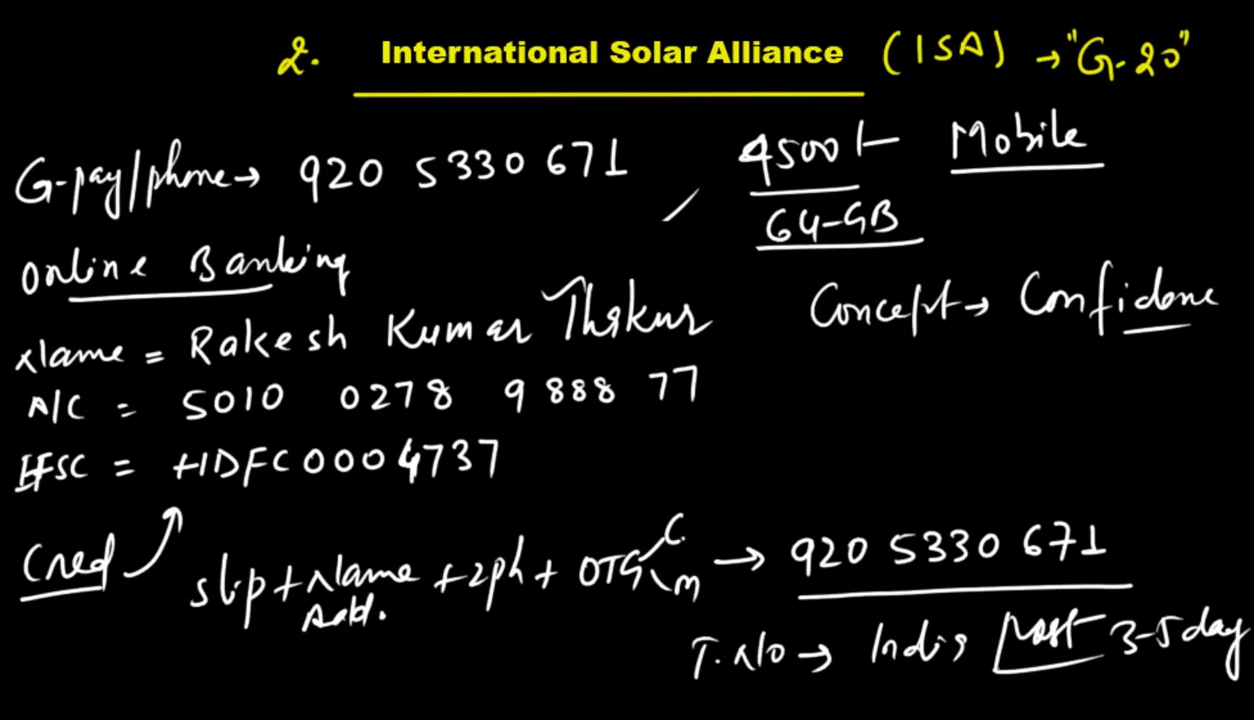 2. International Solar Alliance (ISA) → "G-20"
G-pay/phone → 920 5330 671
4500/- Mobile
64-GB
Online Banking
Concept → Confidence
Name = Rakesh Kumar Thakur
A/C = 5010 0278 9888 77
IFSC = HDFC0004737
Cred
slip + Name + 2ph + OTG C. m → 920 5330 671
Add.
T. No → India Post 3-5 day